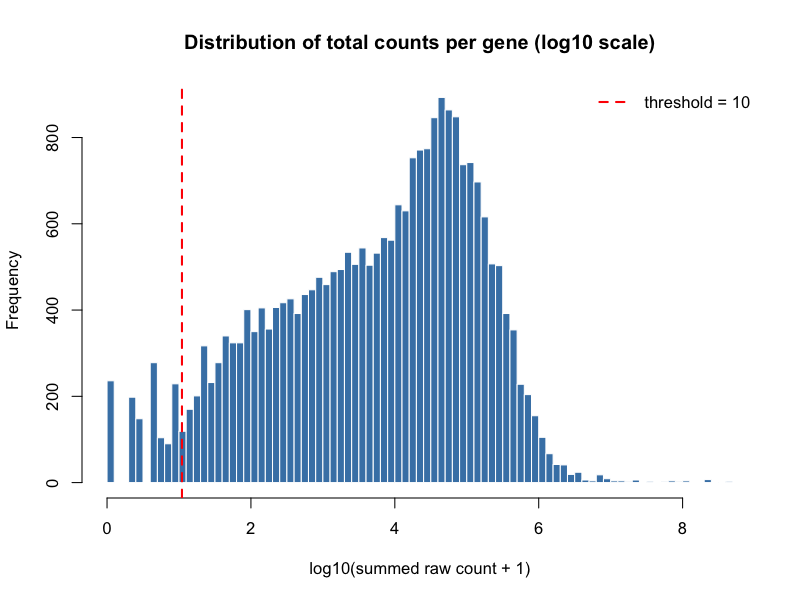 Distribution of total counts per gene (log10 scale)
threshold = 10
Frequency
800
600
400
200
0
0 2 4 6 8
log10(summed raw count + 1)